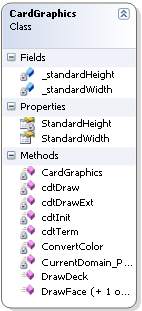 CardGraphics
Class
Fields
_standardHeight
_standardWidth
Properties
StandardHeight
StandardWidth
Methods
CardGraphics
cdtDraw
cdtDrawExt
cdtInit
cdtTerm
ConvertColor
CurrentDomain_P...
DrawDeck
DrawFace (+ 1 o...